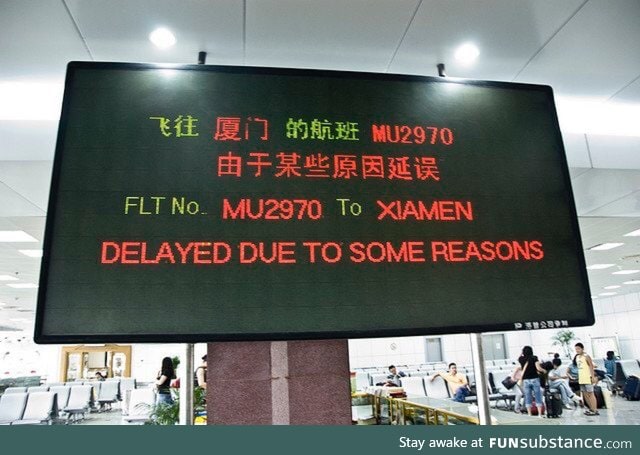 飞往 厦门 的航班 MU2970
由于某些原因延误
FLT No. MU2970 To XIAMEN
DELAYED DUE TO SOME REASONS
Stay awake at FUNSubstance.com